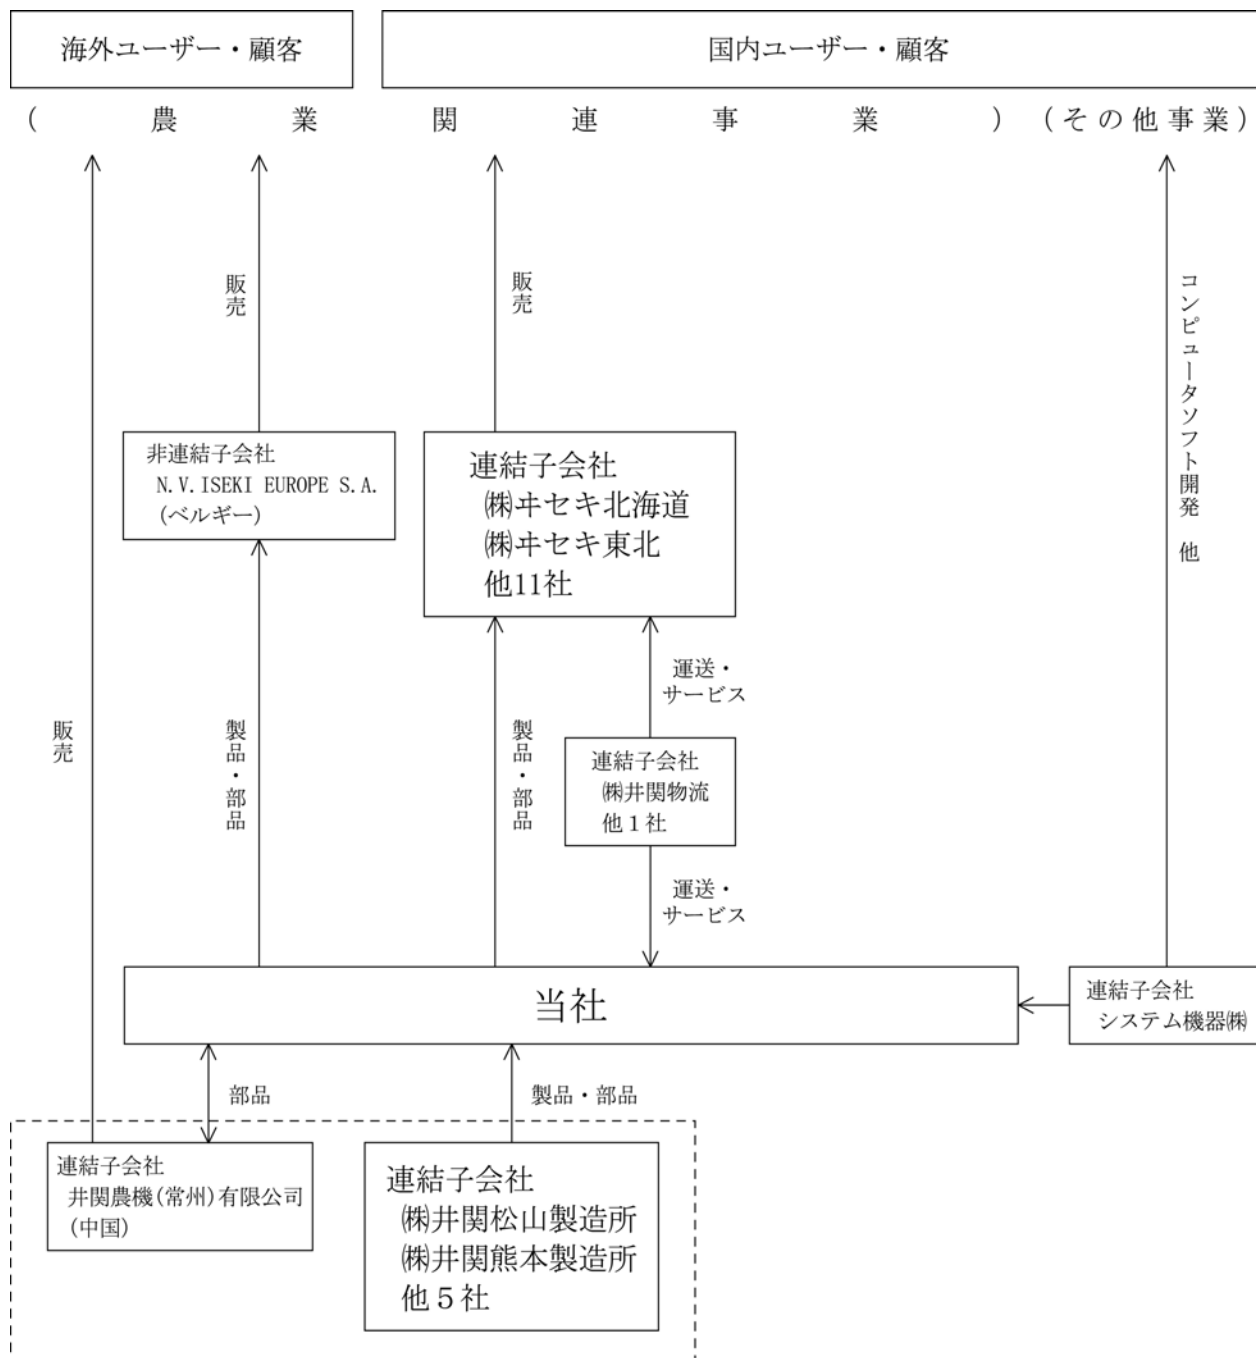 海外ユーザー・顧客
国内ユーザー・顧客
(農業関連事業)
(その他事業)
販売
販売
コンピュータソフト開発 他
非連結子会社
N.V.ISEKI EUROPE S.A.
(ベルギー)
連結子会社
㈱ヰセキ北海道
㈱ヰセキ東北
他11社
運送・
サービス
販売
製品・部品
製品・部品
連結子会社
㈱井関物流
他1社
運送・
サービス
当社
連結子会社
システム機器㈱
部品
製品・部品
連結子会社
井関農機(常州)有限公司
(中国)
連結子会社
㈱井関松山製造所
㈱井関熊本製造所
他5社